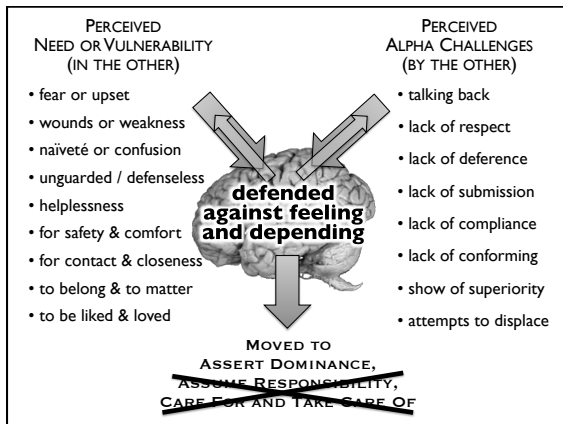 PERCEIVED
NEED OR VULNERABILITY
(IN THE OTHER)
• fear or upset
• wounds or weakness
• naïveté or confusion
• unguarded / defenseless
• helplessness
• for safety & comfort
• for contact & closeness
• to belong & to matter
• to be liked & loved
PERCEIVED
ALPHA CHALLENGES
(BY THE OTHER)
• talking back
• lack of respect
• lack of deference
• lack of submission
• lack of compliance
• lack of conforming
• show of superiority
• attempts to displace
defended
against feeling
and depending
MOVED TO
ASSERT DOMINANCE,
ASSUME RESPONSIBILITY,
CARE FOR AND TAKE CARE OF